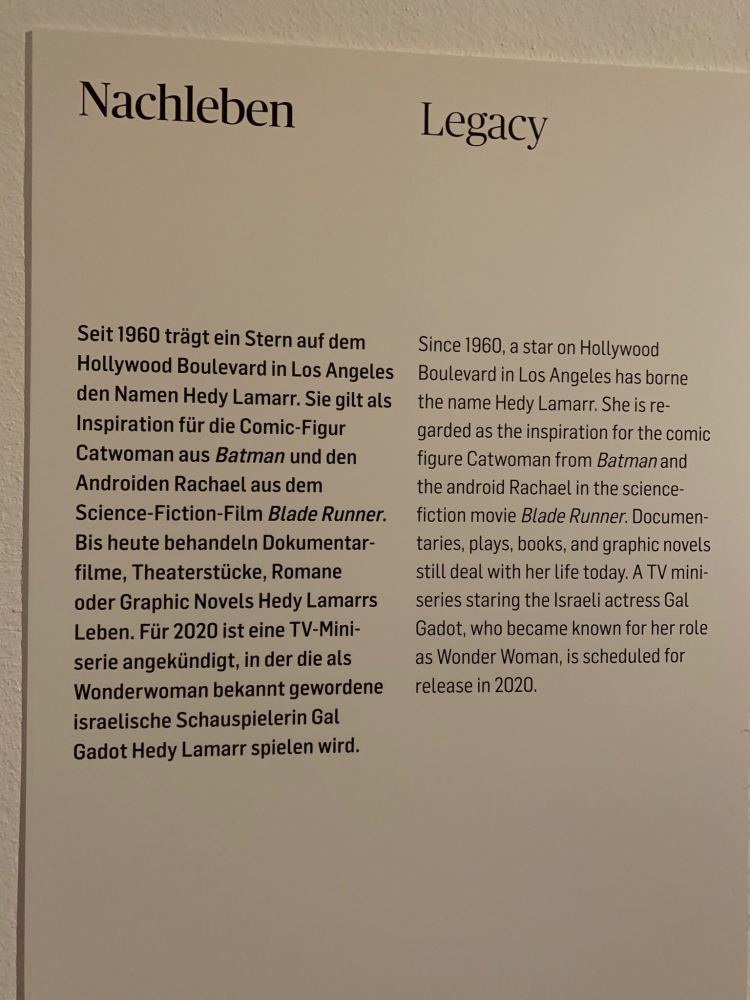 Nachleben
Seit 1960 trägt ein Stern auf dem
Hollywood Boulevard in Los Angeles
den Namen Hedy Lamarr. Sie gilt als
Inspiration für die Comic-Figur
Catwoman aus Batman und den
Androiden Rachael aus dem
Science-Fiction-Film Blade Runner.
Bis heute behandeln Dokumentar-
filme, Theaterstücke, Romane
oder Graphic Novels Hedy Lamarrs
Leben. Für 2020 ist eine TV-Mini-
serie angekündigt, in der die als
Wonderwoman bekannt gewordene
israelische Schauspielerin Gal
Gadot Hedy Lamarr spielen wird.
Legacy
Since 1960, a star on Hollywood
Boulevard in Los Angeles has borne
the name Hedy Lamarr. She is re-
garded as the inspiration for the comic
figure Catwoman from Batman and
the android Rachael in the science-
fiction movie Blade Runner. Documen-
taries, plays, books, and graphic novels
still deal with her life today. A TV mini-
series staring the Israeli actress Gal
Gadot, who became known for her role
as Wonder Woman, is scheduled for
release in 2020.